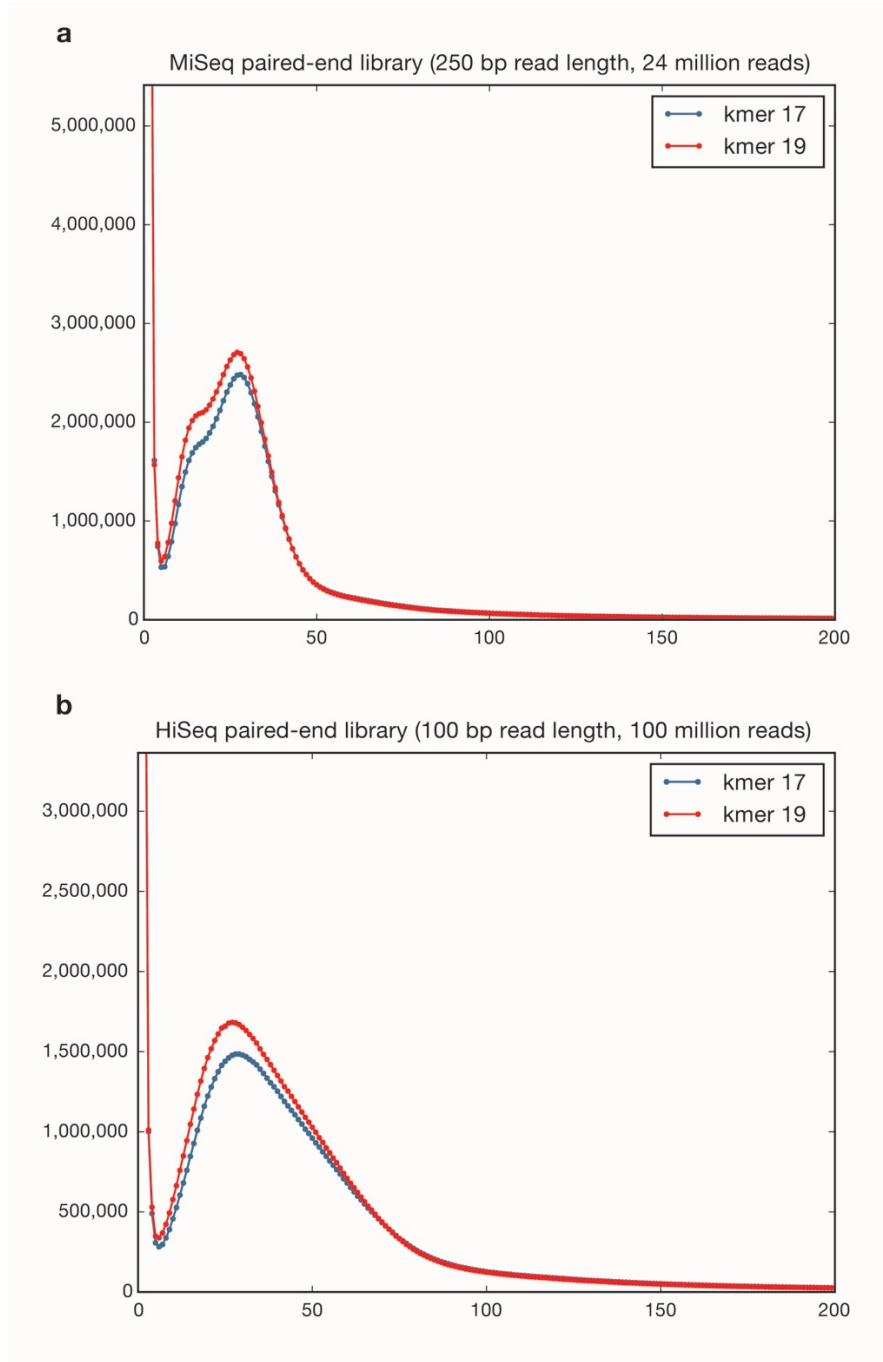 a
MiSeq paired-end library (250 bp read length, 24 million reads)
kmer 17
kmer 19
5,000,000
4,000,000
3,000,000
2,000,000
1,000,000
0
0 50 100 150 200
b
HiSeq paired-end library (100 bp read length, 100 million reads)
kmer 17
kmer 19
3,000,000
2,500,000
2,000,000
1,500,000
1,000,000
500,000
0
0 50 100 150 200